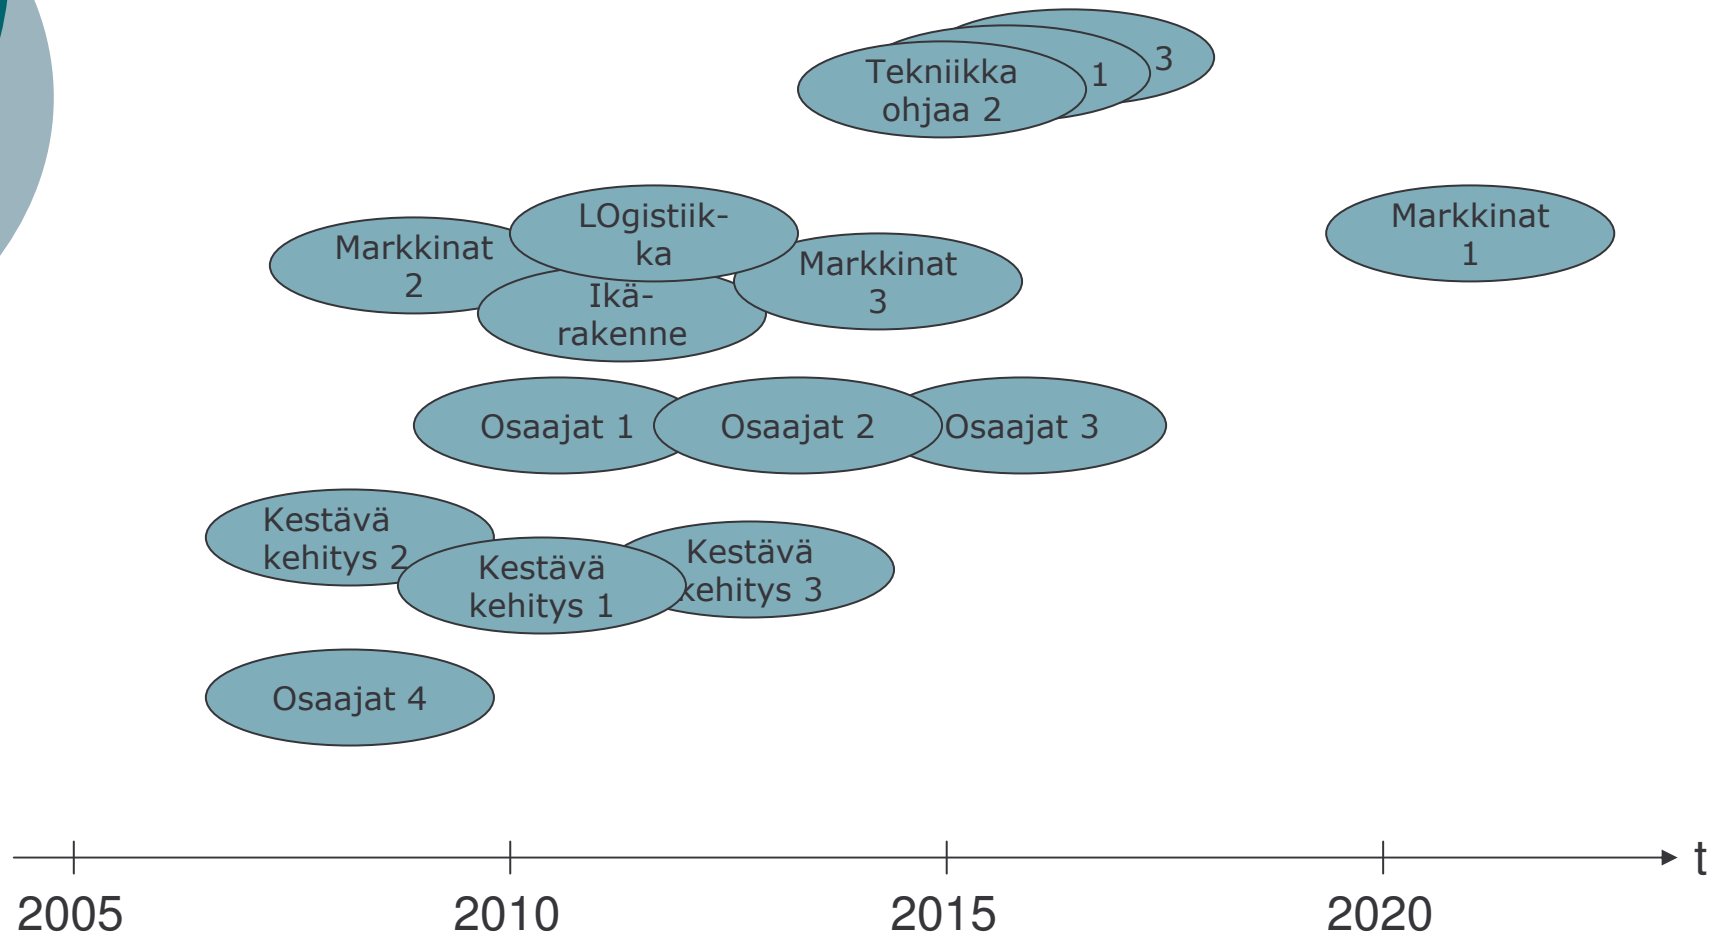 3
1
Tekniikka
ohjaa 2
LOgistiik-
ka
Markkinat
2
Markkinat
3
Markkinat
1
Ikä-
rakenne
Osaajat 1
Osaajat 2
Osaajat 3
Kestävä
kehitys 2
Kestävä
kehitys 1
Kestävä
kehitys 3
Osaajat 4
t
2005
2010
2015
2020